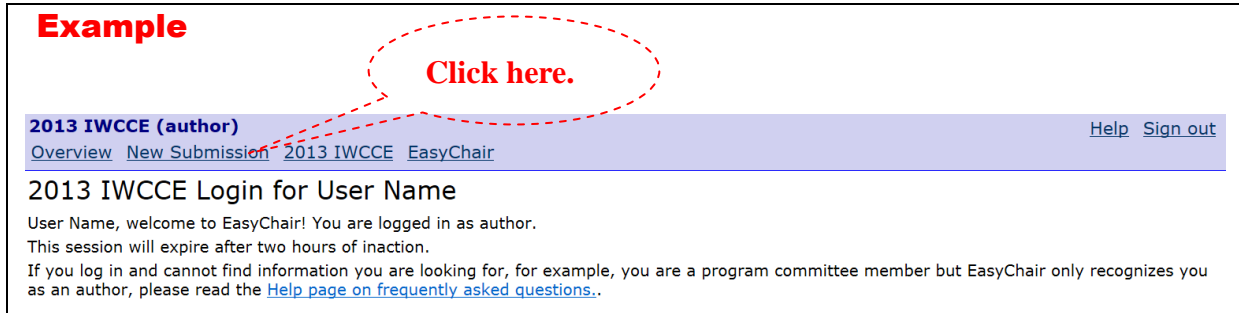 Example
Click here.
2013 IWCCE (author)
Help Sign out
Overview New Submission 2013 IWCCE EasyChair
2013 IWCCE Login for User Name
User Name, welcome to EasyChair! You are logged in as author.
This session will expire after two hours of inaction.
If you log in and cannot find information you are looking for, for example, you are a program committee member but EasyChair only recognizes you
as an author, please read the Help page on frequently asked questions..